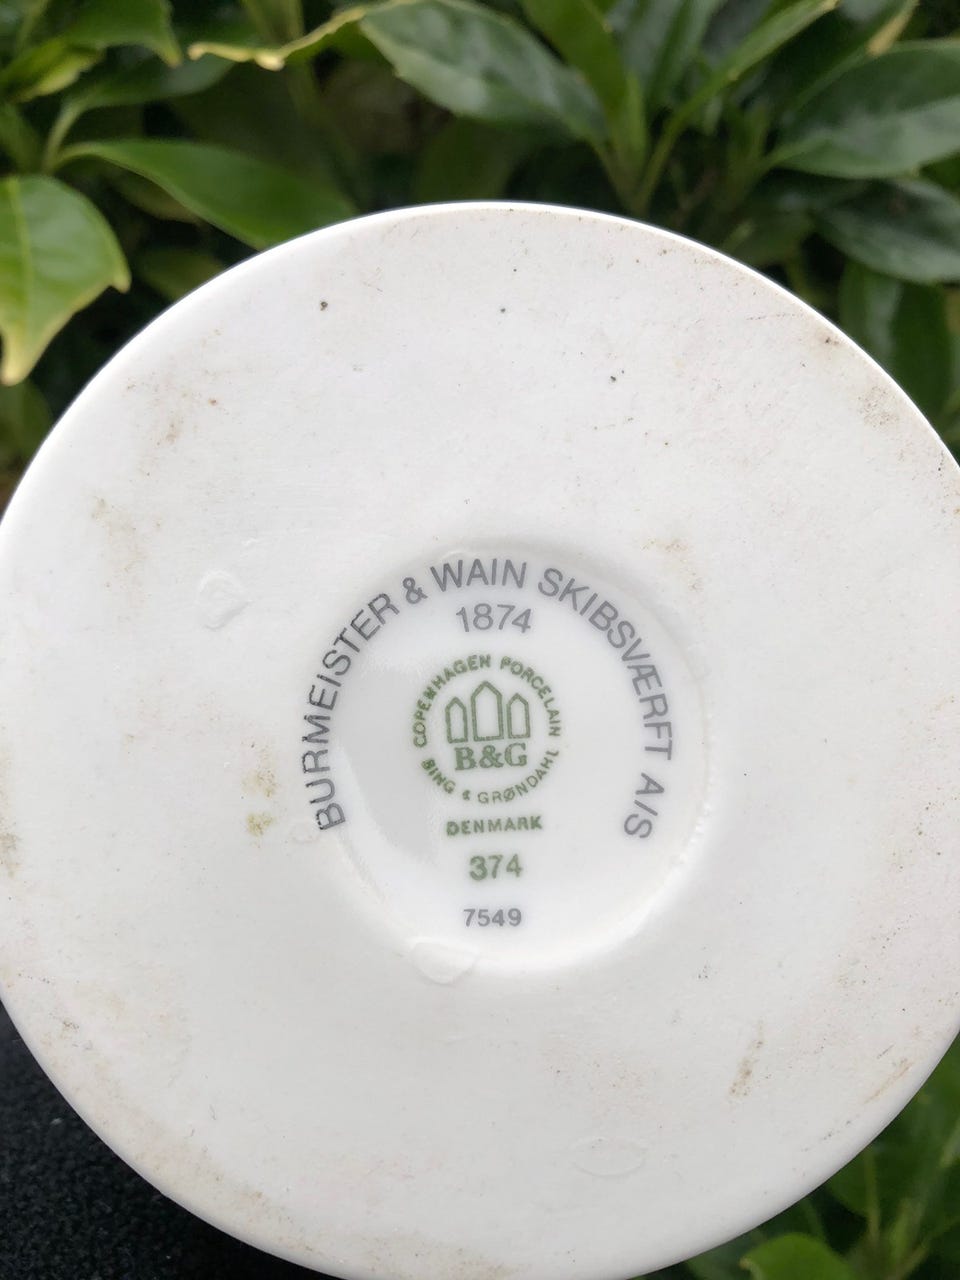 BURMEISTER & WAIN SKIBSVÆRFT A/S
1874
COPENHAGEN PORCELAIN
B&G
BING & GRØNDAHL
DENMARK
374
7549